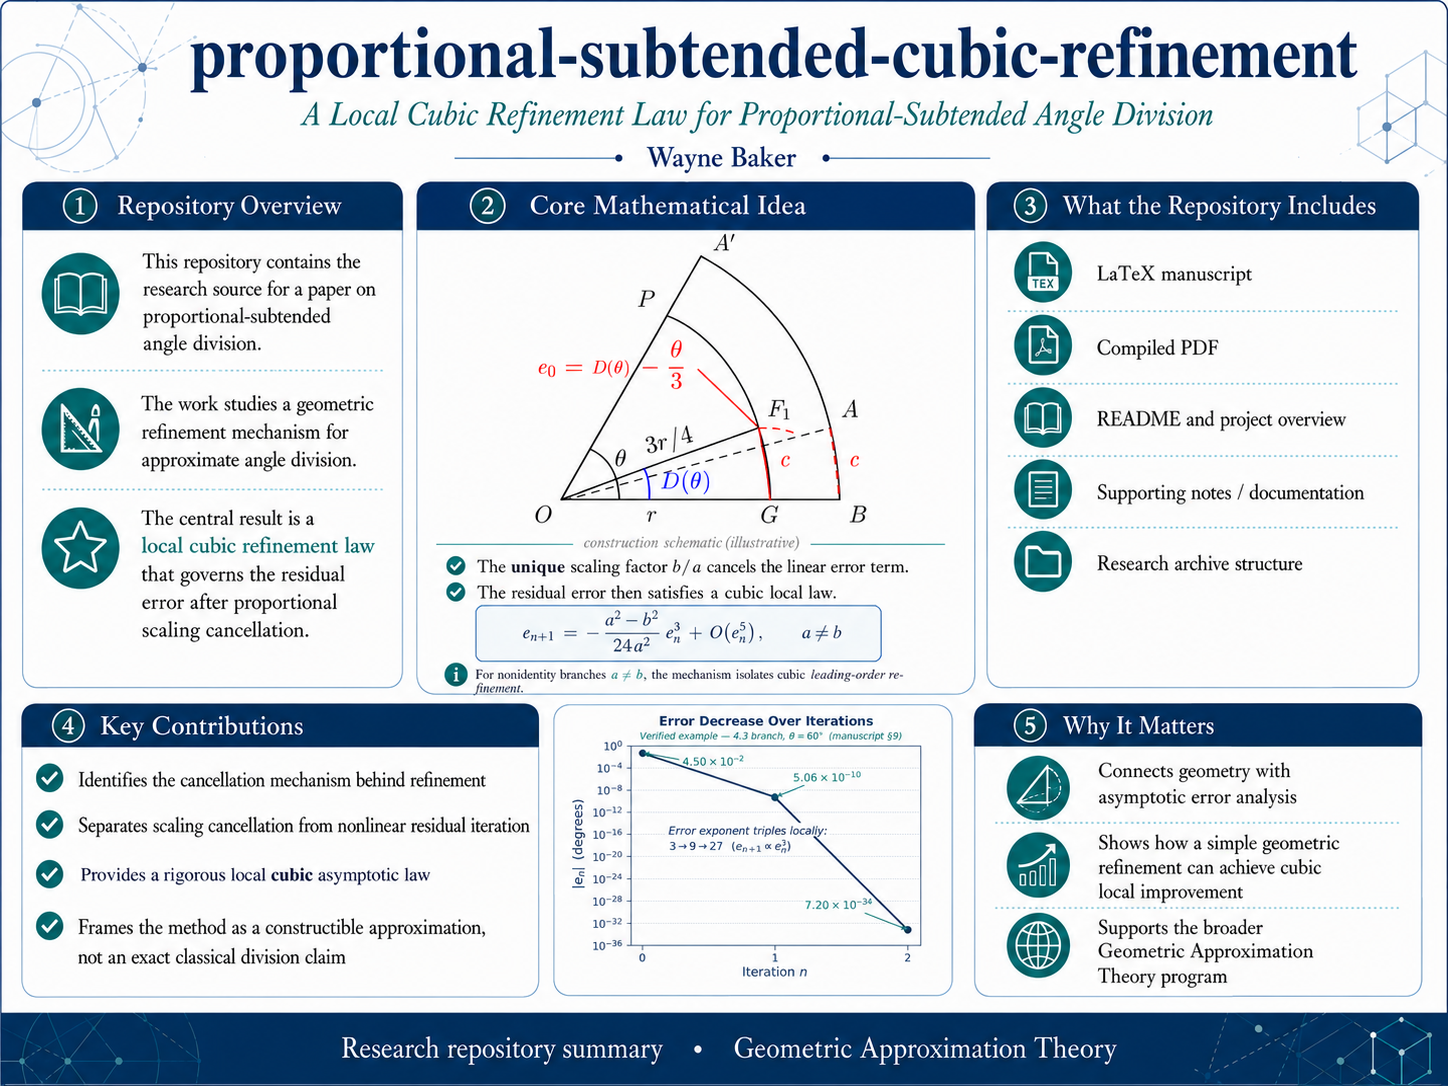 proportional-subtended-cubic-refinement
A Local Cubic Refinement Law for Proportional-Subtended Angle Division
Wayne Baker
1 Repository Overview
This repository contains the
research source for a paper on
proportional-subtended
angle division.
The work studies a geometric
refinement mechanism for
approximate angle division.
The central result is a
local cubic refinement law
that governs the residual
error after proportional
scaling cancellation.
2 Core Mathematical Idea
A′
P
e₀ = D(θ) − θ/3
F₁
A
3r/4
θ
D(θ)
c
c
O
r
G
B
construction schematic (illustrative)
The unique scaling factor b/a cancels the linear error term.
The residual error then satisfies a cubic local law.
eₙ₊₁ = − (a² − b²)/(24a²) eₙ³ + O(eₙ⁵), a ≠ b
i For nonidentity branches a ≠ b, the mechanism isolates cubic leading-order re-
finement.
3 What the Repository Includes
TEX
LaTeX manuscript
Compiled PDF
README and project overview
Supporting notes / documentation
Research archive structure
4 Key Contributions
Identifies the cancellation mechanism behind refinement
Separates scaling cancellation from nonlinear residual iteration
Provides a rigorous local cubic asymptotic law
Frames the method as a constructible approximation,
not an exact classical division claim
Error Decrease Over Iterations
Verified example — 4.3 branch, θ = 60° (manuscript §9)
|eₙ| (degrees)
10⁰
10⁻⁴
10⁻⁸
10⁻¹²
10⁻¹⁶
10⁻²⁰
10⁻²⁴
10⁻²⁸
10⁻³²
10⁻³⁶
4.50 × 10⁻²
5.06 × 10⁻¹⁰
Error exponent triples locally:
3→9→27 (eₙ₊₁ ∝ eₙ³)
7.20 × 10⁻³⁴
0 1 2
Iteration n
5 Why It Matters
Connects geometry with
asymptotic error analysis
Shows how a simple geometric
refinement can achieve cubic
local improvement
Supports the broader
Geometric Approximation
Theory program
Research repository summary • Geometric Approximation Theory